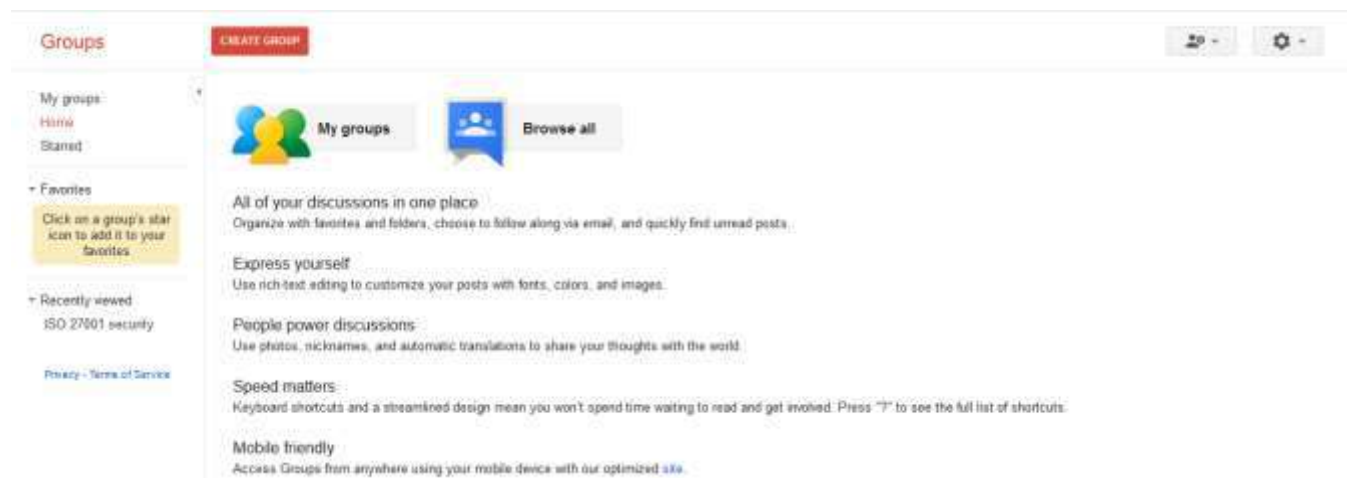 Groups
CREATE GROUP
My groups
Home
Starred
Favorites
Click on a group's star
icon to add it to your
favorites
Recently viewed
ISO 27001 security
Privacy - Terms of Service
My groups
Browse all
All of your discussions in one place
Organize with favorites and folders, choose to follow along via email, and quickly find unread posts.
Express yourself
Use rich-text editing to customize your posts with fonts, colors, and images.
People power discussions
Use photos, nicknames, and automatic translations to share your thoughts with the world.
Speed matters
Keyboard shortcuts and a streamlined design mean you won't spend time waiting to read and get involved. Press "?" to see the full list of shortcuts.
Mobile friendly
Access Groups from anywhere using your mobile device with our optimized site.